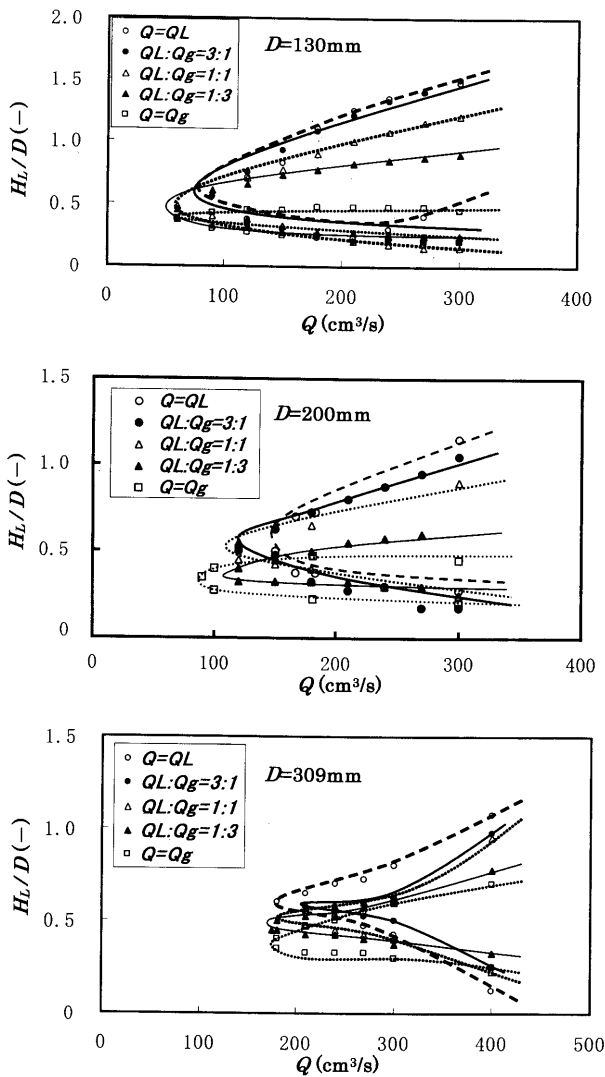 2.0
1.5
1.0
0.5
0
H_L/D (−)
Q=QL
QL:Qg=3:1
QL:Qg=1:1
QL:Qg=1:3
Q=Qg
D=130mm
0 100 200 300 400
Q (cm³/s)
1.5
1.0
0.5
0
H_L/D (−)
Q=QL
QL:Qg=3:1
QL:Qg=1:1
QL:Qg=1:3
Q=Qg
D=200mm
0 100 200 300 400
Q (cm³/s)
1.5
1.0
0.5
0
H_L/D (−)
Q=QL
QL:Qg=3:1
QL:Qg=1:1
QL:Qg=1:3
Q=Qg
D=309mm
0 100 200 300 400 500
Q (cm³/s)